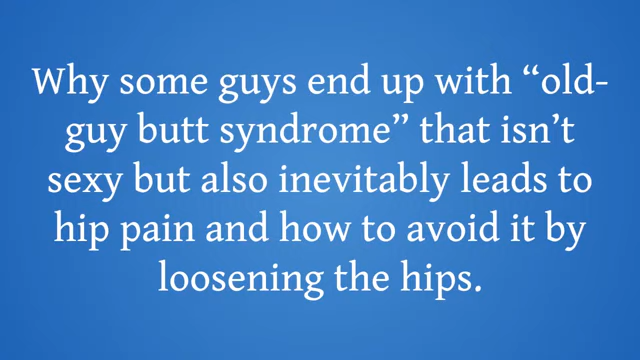 Why some guys end up with “old-
guy butt syndrome” that isn’t
sexy but also inevitably leads to
hip pain and how to avoid it by
loosening the hips.